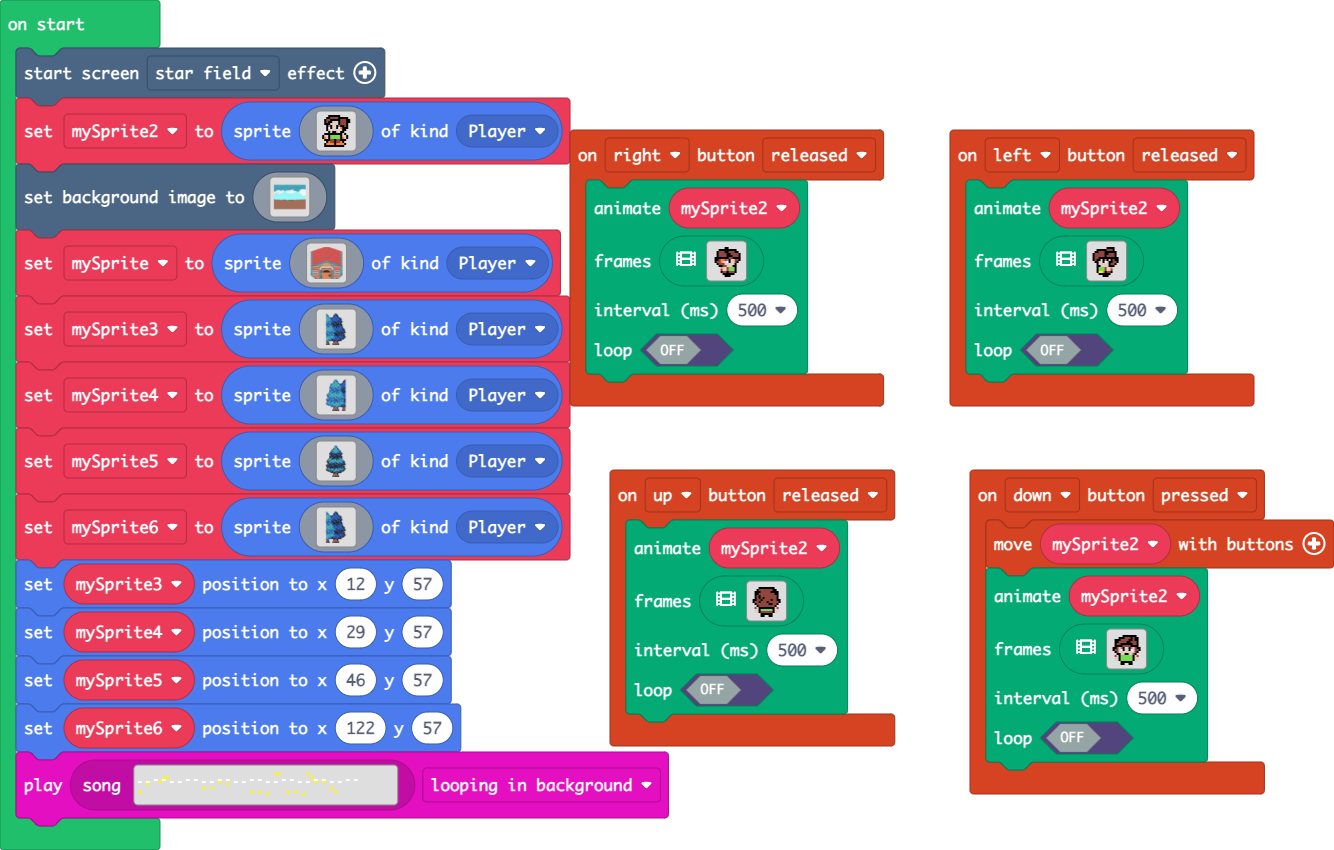 on start
start screen star field effect
set mySprite2 to sprite of kind Player
set background image to
set mySprite to sprite of kind Player
set mySprite3 to sprite of kind Player
set mySprite4 to sprite of kind Player
set mySprite5 to sprite of kind Player
set mySprite6 to sprite of kind Player
set mySprite3 position to x 12 y 57
set mySprite4 position to x 29 y 57
set mySprite5 position to x 46 y 57
set mySprite6 position to x 122 y 57
play song looping in background
on right button released
animate mySprite2
frames
interval (ms) 500
loop OFF
on left button released
animate mySprite2
frames
interval (ms) 500
loop OFF
on up button released
animate mySprite2
frames
interval (ms) 500
loop OFF
on down button pressed
move mySprite2 with buttons
animate mySprite2
frames
interval (ms) 500
loop OFF